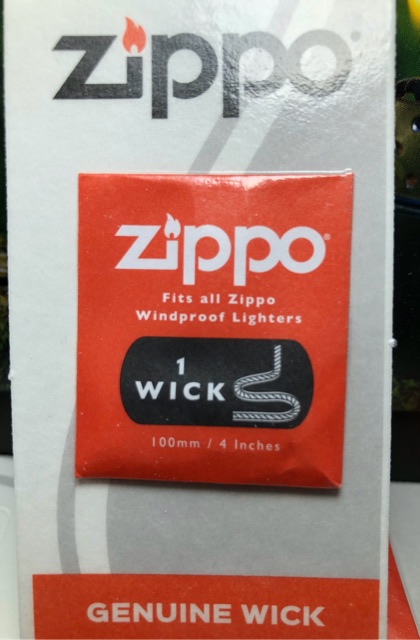 zippo
zippo®
Fits all Zippo
Windproof Lighters
1
WICK
100mm / 4 Inches
GENUINE WICK